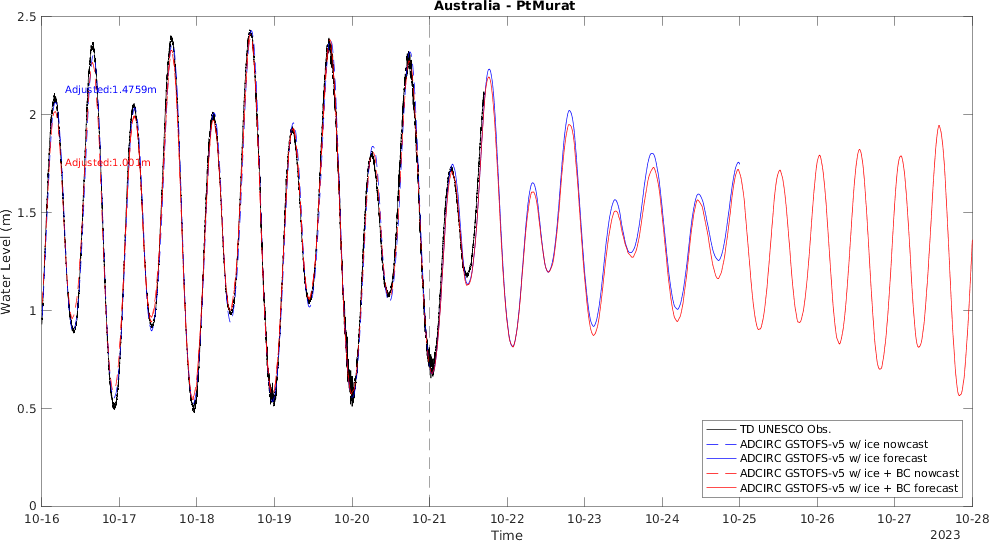 Australia - PtMurat
2.5
2
1.5
1
0.5
0
Water Level (m)
Adjusted:1.4759m
Adjusted:1.001m
TD UNESCO Obs.
ADCIRC GSTOFS-v5 w/ ice nowcast
ADCIRC GSTOFS-v5 w/ ice forecast
ADCIRC GSTOFS-v5 w/ ice + BC nowcast
ADCIRC GSTOFS-v5 w/ ice + BC forecast
10-16 10-17 10-18 10-19 10-20 10-21 10-22 10-23 10-24 10-25 10-26 10-27 10-28
Time
2023